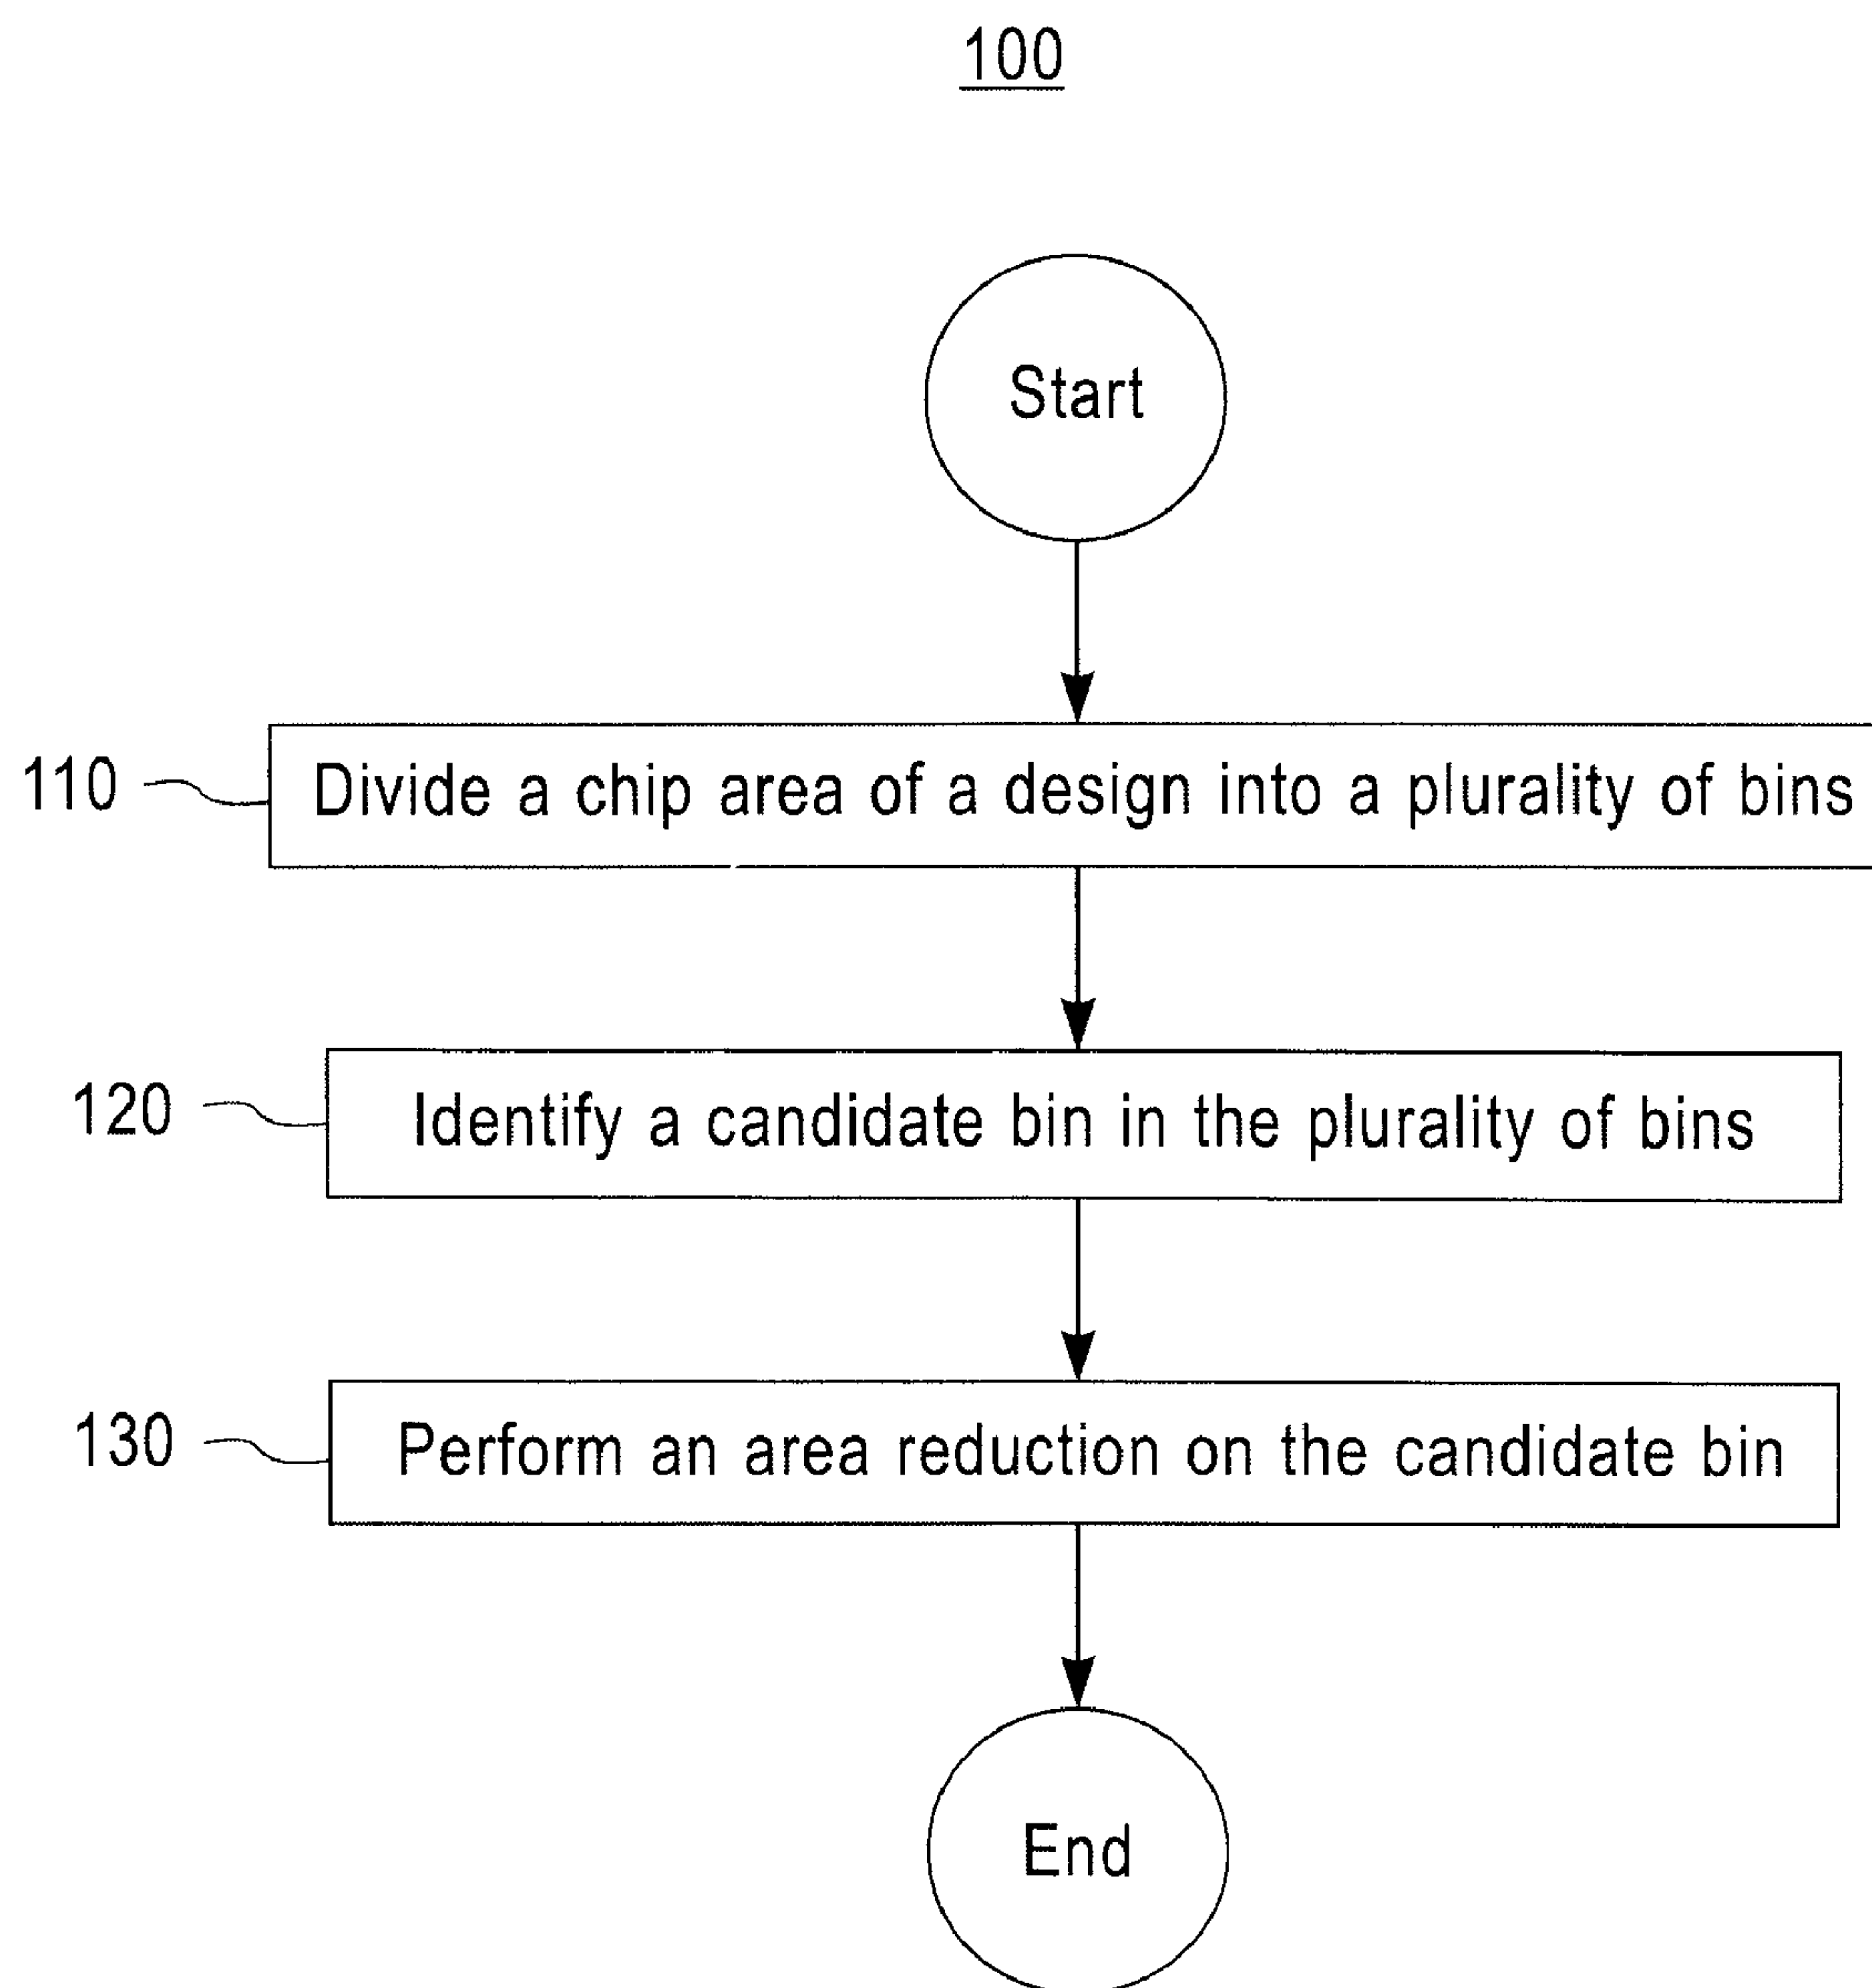 100
Start
110 Divide a chip area of a design into a plurality of bins
120 Identify a candidate bin in the plurality of bins
130 Perform an area reduction on the candidate bin
End